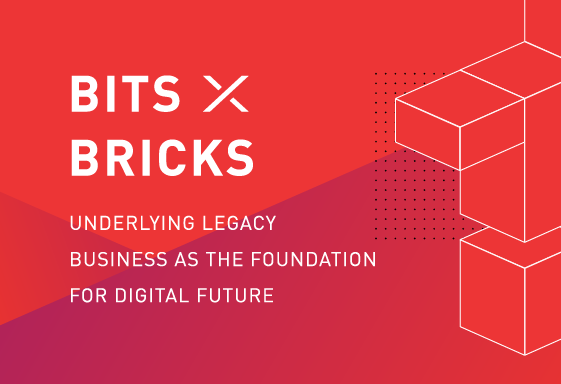 BITS X
BRICKS
UNDERLYING LEGACY
BUSINESS AS THE FOUNDATION
FOR DIGITAL FUTURE